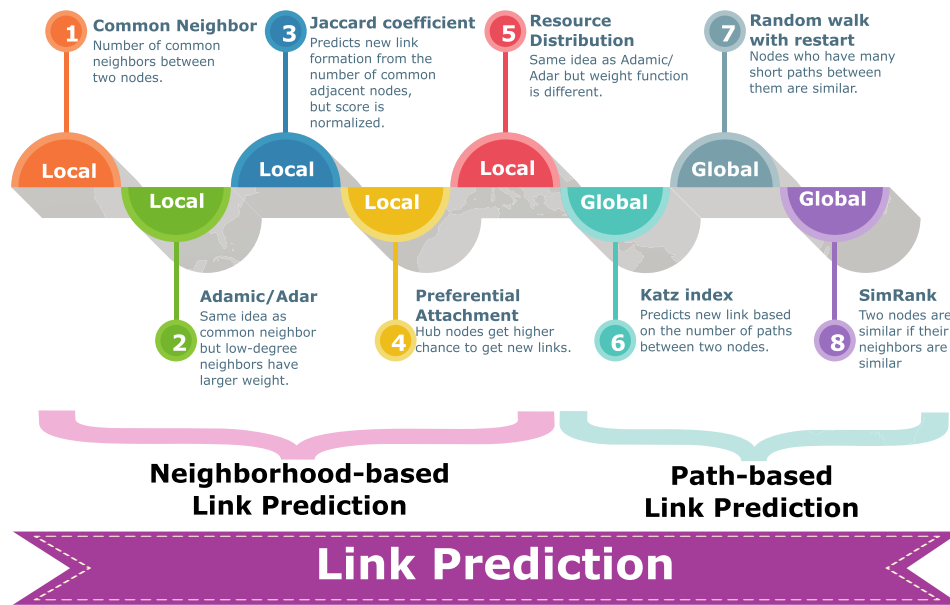 1
Common Neighbor
Number of common
neighbors between
two nodes.
3
Jaccard coefficient
Predicts new link
formation from the
number of common
adjacent nodes,
but score is
normalized.
5
Resource
Distribution
Same idea as Adamic/
Adar but weight function
is different.
7
Random walk
with restart
Nodes who have many
short paths between
them are similar.
Local
Local
Local
Local
Local
Global
Global
Global
2
Adamic/Adar
Same idea as
common neighbor
but low-degree
neighbors have
larger weight.
4
Preferential
Attachment
Hub nodes get higher
chance to get new links.
6
Katz index
Predicts new link based
on the number of paths
between two nodes.
8
SimRank
Two nodes are
similar if their
neighbors are
similar
Neighborhood-based
Link Prediction
Path-based
Link Prediction
Link Prediction